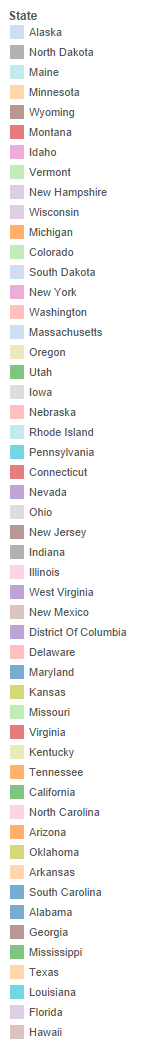 State
Alaska
North Dakota
Maine
Minnesota
Wyoming
Montana
Idaho
Vermont
New Hampshire
Wisconsin
Michigan
Colorado
South Dakota
New York
Washington
Massachusetts
Oregon
Utah
Iowa
Nebraska
Rhode Island
Pennsylvania
Connecticut
Nevada
Ohio
New Jersey
Indiana
Illinois
West Virginia
New Mexico
District Of Columbia
Delaware
Maryland
Kansas
Missouri
Virginia
Kentucky
Tennessee
California
North Carolina
Arizona
Oklahoma
Arkansas
South Carolina
Alabama
Georgia
Mississippi
Texas
Louisiana
Florida
Hawaii